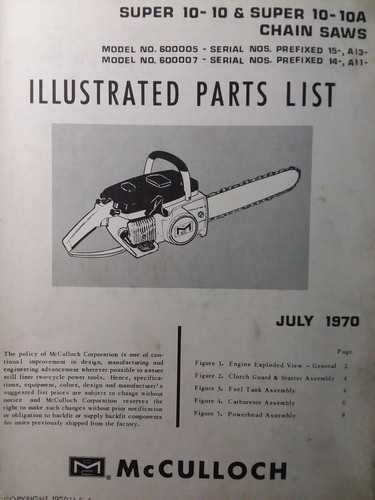 SUPER 10-10 & SUPER 10-10A
CHAIN SAWS
MODEL NO. 600005 - SERIAL NOS. PREFIXED 15-, A13-
MODEL NO. 600007 - SERIAL NOS. PREFIXED 14-, A11-
ILLUSTRATED PARTS LIST
JULY 1970
The policy of McCulloch Corporation is one of con-
tinual improvement in design, manufacturing and
engineering advancement wherever possible to assure
still finer two-cycle power tools. Hence, specifica-
tions, equipment, colors, design and manufacturer's
suggested list prices are subject to change without
notice and McCulloch Corporation reserves the
right to make such changes without prior notification
or obligation to backfit or supply backfit components
for units previously shipped from the factory.
Page
Figure 1. Engine Exploded View - General 2
Figure 2. Clutch Guard & Starter Assembly 4
Figure 3. Fuel Tank Assembly
Figure 4. Carburetor Assembly 6
Figure 5. Powerhead Assembly 8
McCULLOCH
COPYRIGHT 1970 U.S.A.